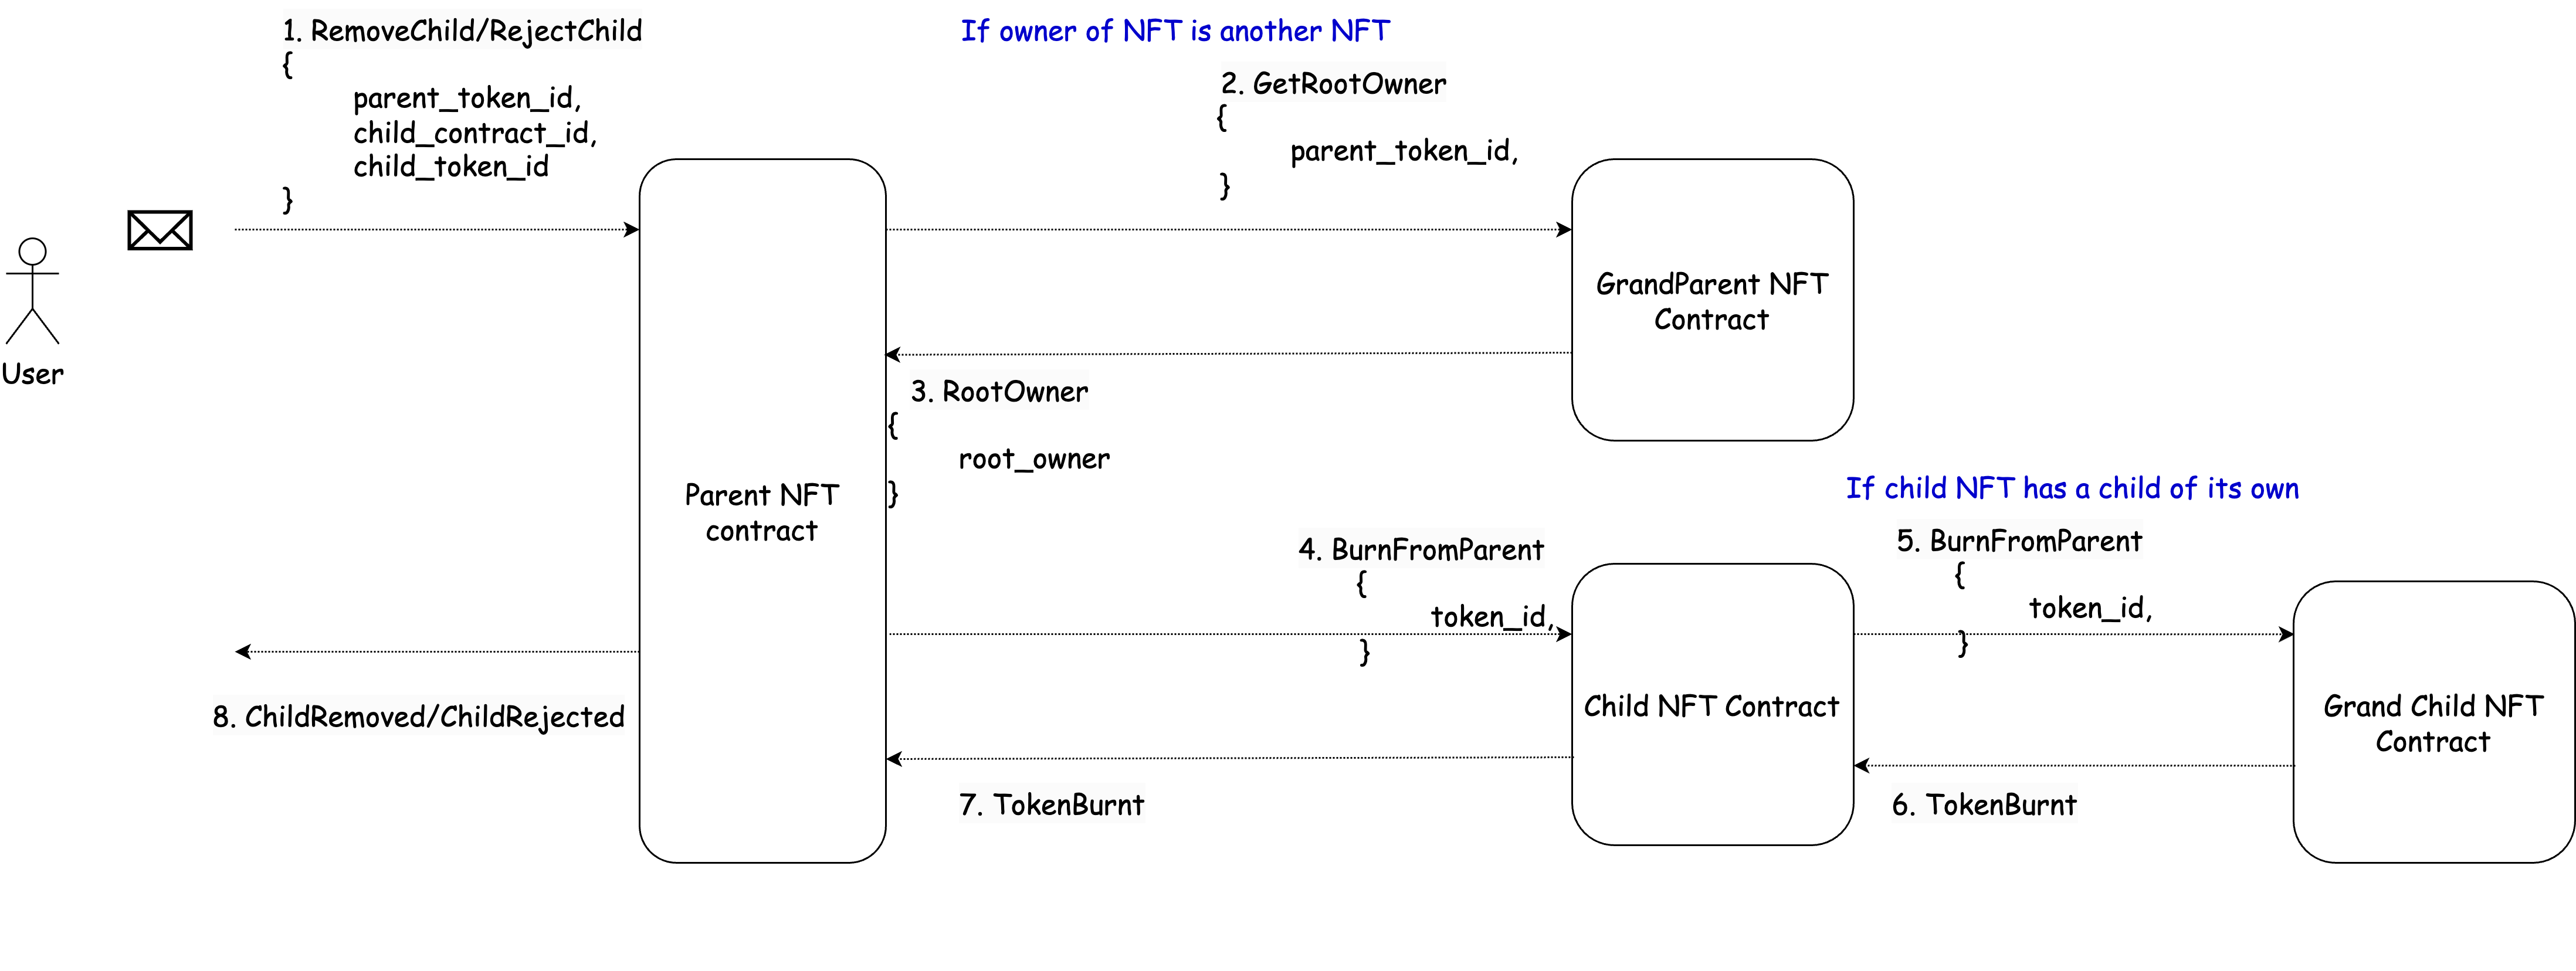 1. RemoveChild/RejectChild
{
parent_token_id,
child_contract_id,
child_token_id
}
User
If owner of NFT is another NFT
2. GetRootOwner
{
parent_token_id,
}
GrandParent NFT
Contract
3. RootOwner
{
root_owner
}
Parent NFT
contract
If child NFT has a child of its own
4. BurnFromParent
{
token_id,
}
5. BurnFromParent
{
token_id,
}
Child NFT Contract
Grand Child NFT
Contract
6. TokenBurnt
7. TokenBurnt
8. ChildRemoved/ChildRejected